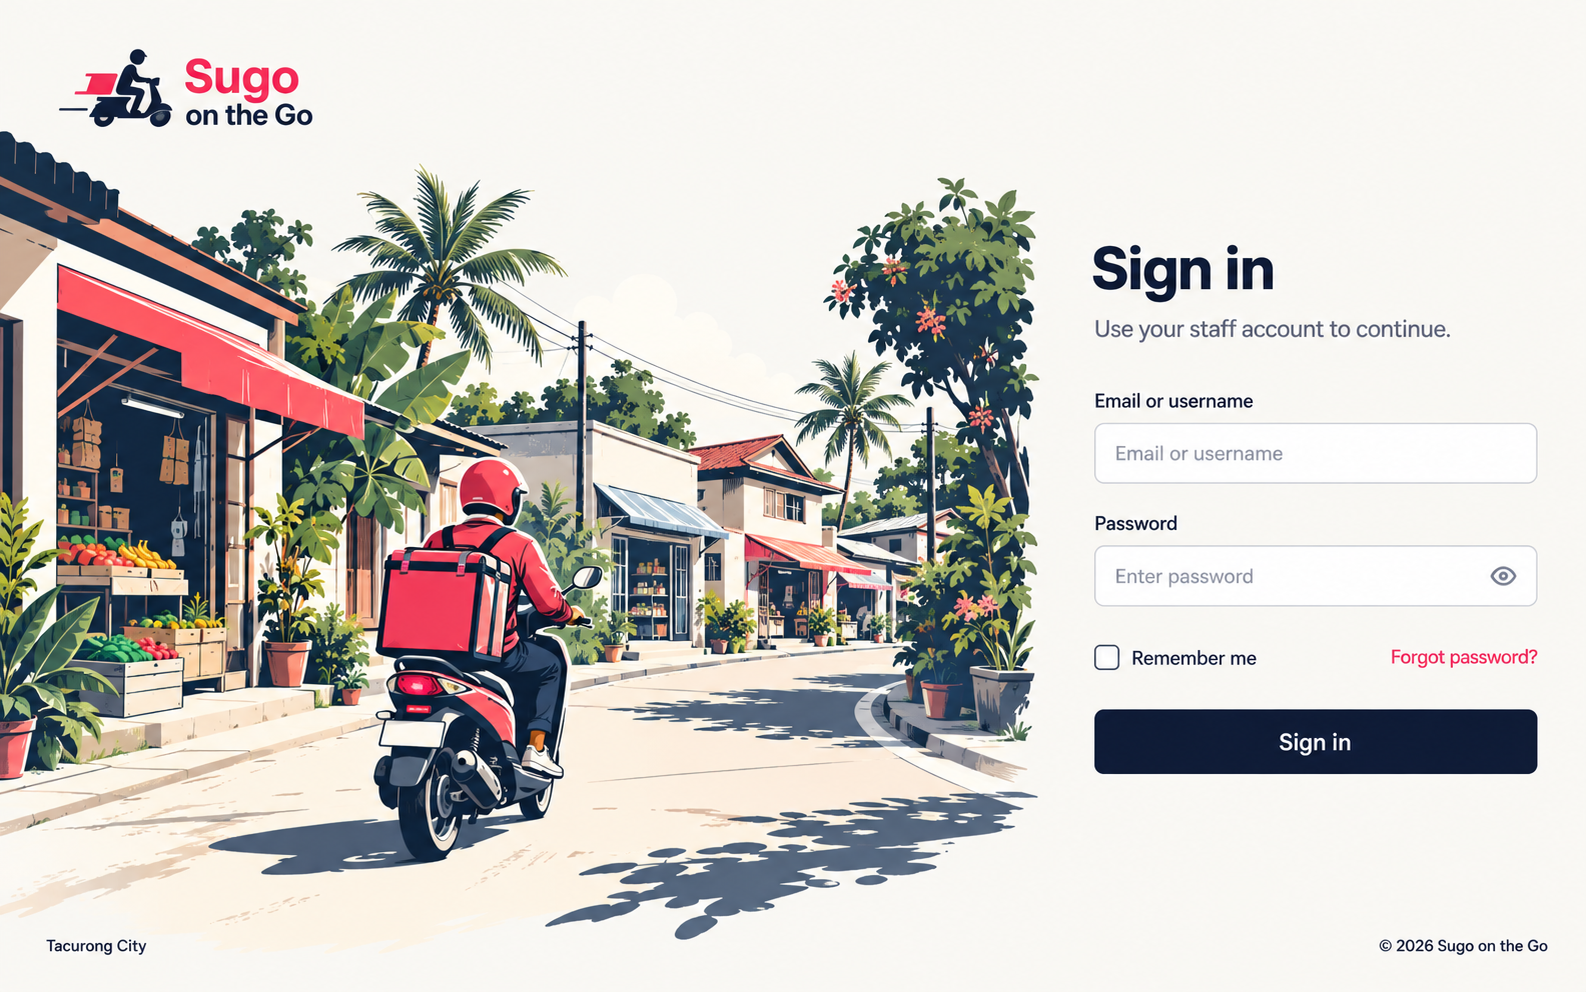 Sugo
on the Go
Sign in
Use your staff account to continue.
Email or username
Email or username
Password
Enter password
Remember me
Forgot password?
Sign in
Tacurong City
© 2026 Sugo on the Go